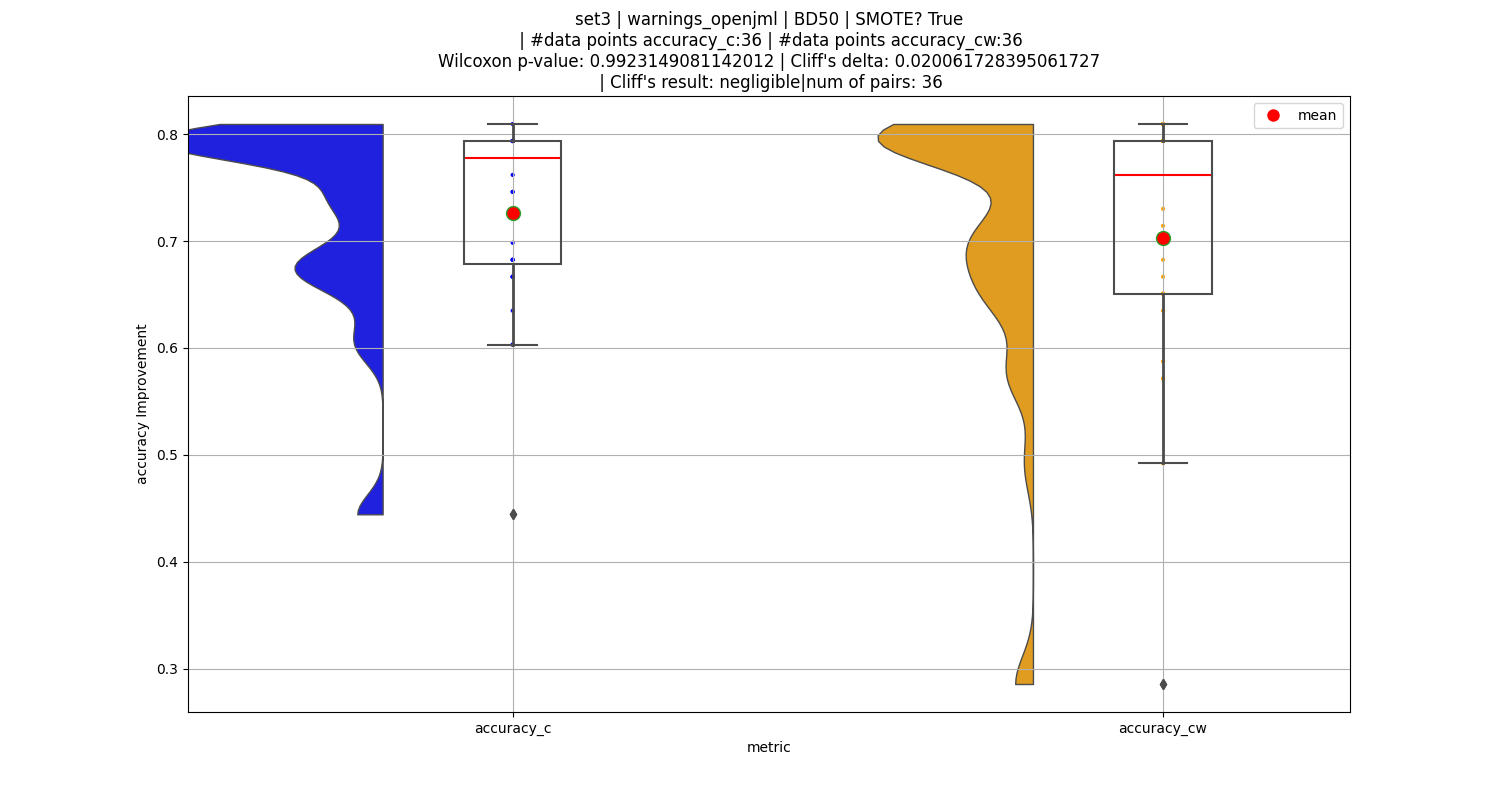 set3 | warnings_openjml | BD50 | SMOTE? True
| #data points accuracy_c:36 | #data points accuracy_cw:36
Wilcoxon p-value: 0.9923149081142012 | Cliff's delta: 0.020061728395061727
| Cliff's result: negligible|num of pairs: 36
mean
0.8
0.7
0.6
0.5
0.4
0.3
accuracy Improvement
accuracy_c
accuracy_cw
metric